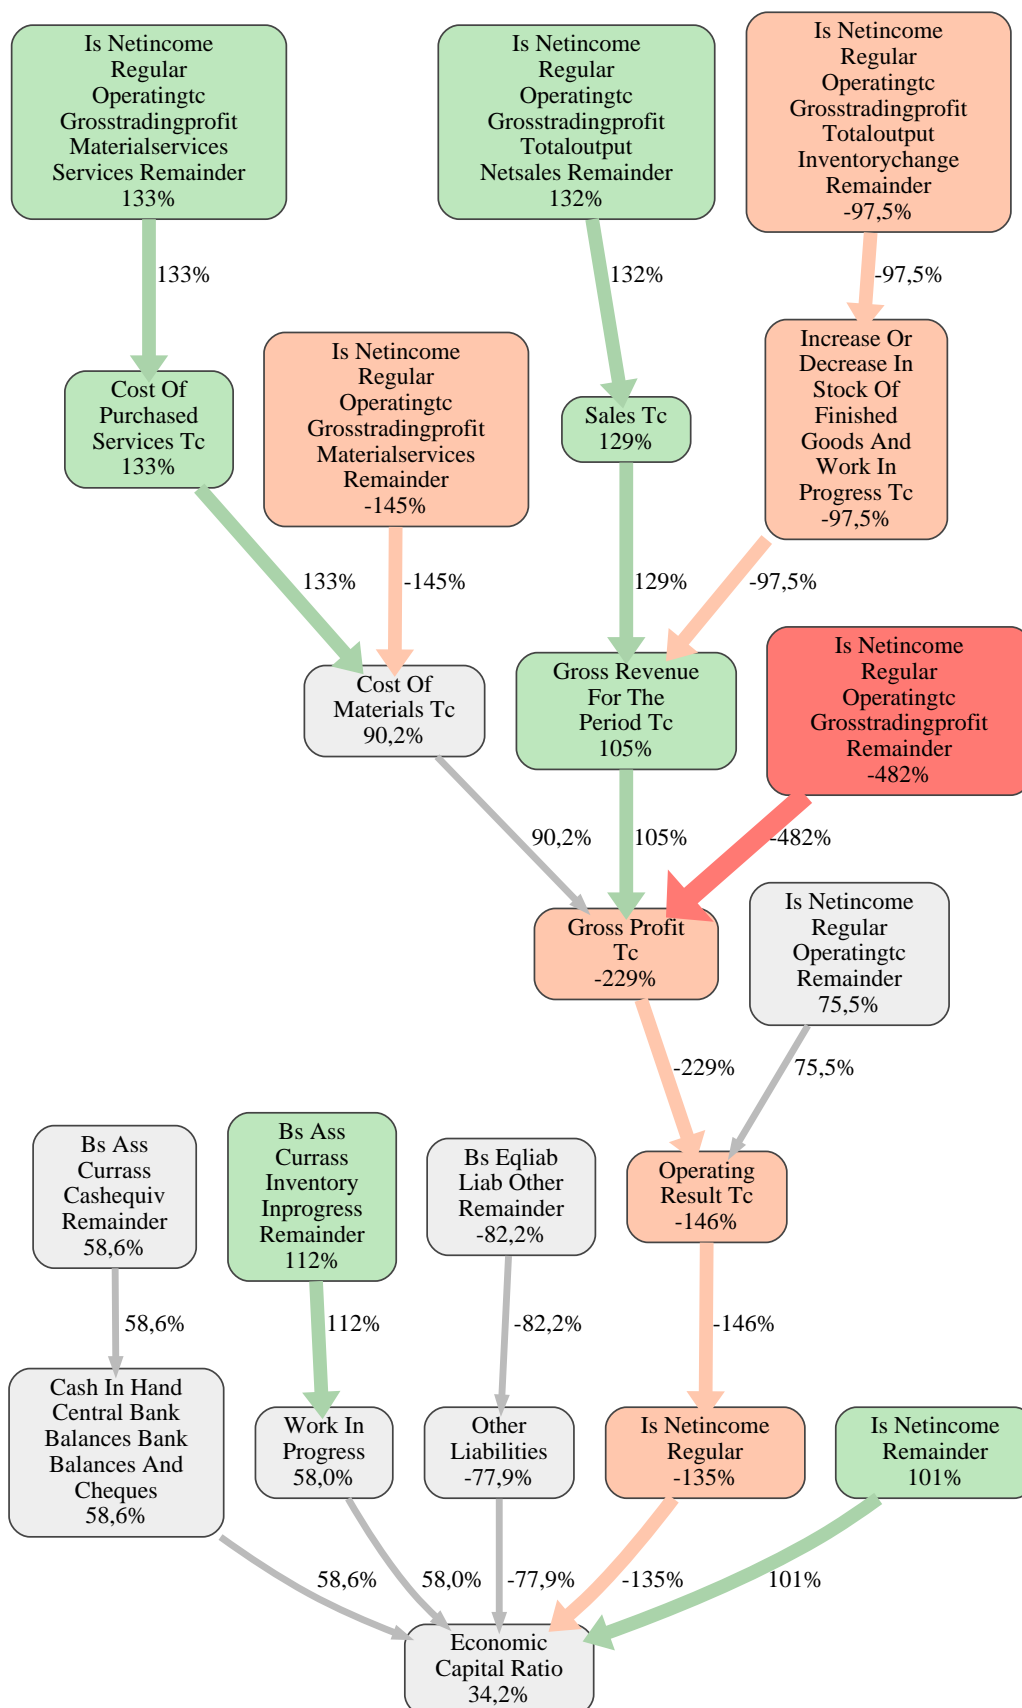 Is Netincome
Regular
Operatingtc
Grosstradingprofit
Materialservices
Services Remainder
133%
Is Netincome
Regular
Operatingtc
Grosstradingprofit
Totaloutput
Netsales Remainder
132%
Is Netincome
Regular
Operatingtc
Grosstradingprofit
Totaloutput
Inventorychange
Remainder
-97,5%
133%
132%
-97,5%
Cost Of
Purchased
Services Tc
133%
Is Netincome
Regular
Operatingtc
Grosstradingprofit
Materialservices
Remainder
-145%
Sales Tc
129%
Increase Or
Decrease In
Stock Of
Finished
Goods And
Work In
Progress Tc
-97,5%
133%
-145%
129%
-97,5%
Cost Of
Materials Tc
90,2%
Gross Revenue
For The
Period Tc
105%
Is Netincome
Regular
Operatingtc
Grosstradingprofit
Remainder
-482%
90,2%
105%
-482%
Gross Profit
Tc
-229%
Is Netincome
Regular
Operatingtc
Remainder
75,5%
-229%
75,5%
Bs Ass
Currass
Cashequiv
Remainder
58,6%
Bs Ass
Currass
Inventory
Inprogress
Remainder
112%
Bs Eqliab
Liab Other
Remainder
-82,2%
Operating
Result Tc
-146%
58,6%
112%
-82,2%
-146%
Cash In Hand
Central Bank
Balances Bank
Balances And
Cheques
58,6%
Work In
Progress
58,0%
Other
Liabilities
-77,9%
Is Netincome
Regular
-135%
Is Netincome
Remainder
101%
58,6%
58,0%
-77,9%
-135%
101%
Economic
Capital Ratio
34,2%